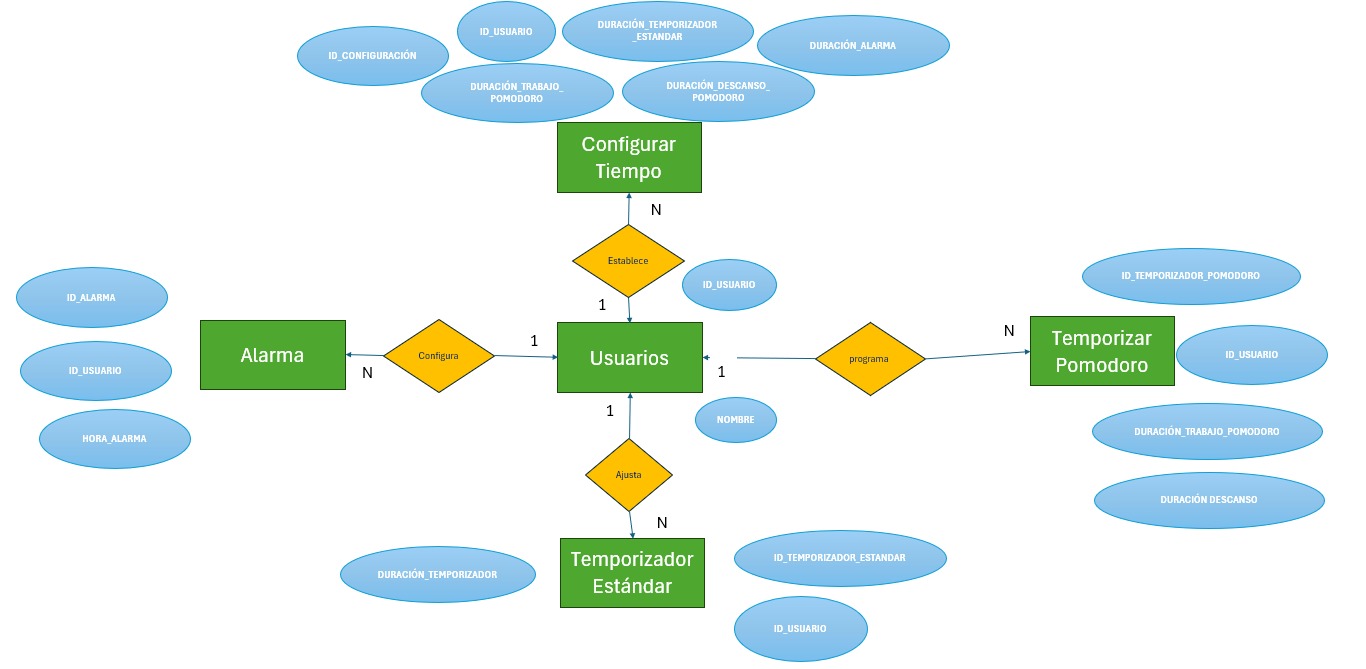 ID_USUARIO
DURACIÓN_TEMPORIZADOR
_ESTANDAR
DURACIÓN_ALARMA
ID_CONFIGURACIÓN
DURACIÓN_TRABAJO_
POMODORO
DURACIÓN_DESCANSO_
POMODORO
Configurar
Tiempo
N
Establece
1
ID_USUARIO
ID_ALARMA
ID_USUARIO
HORA_ALARMA
Alarma
N
Configura
1
Usuarios
1
programa
N
Temporizar
Pomodoro
ID_TEMPORIZADOR_POMODORO
ID_USUARIO
DURACIÓN_TRABAJO_POMODORO
DURACIÓN DESCANSO
NOMBRE
1
Ajusta
N
Temporizador
Estándar
DURACIÓN_TEMPORIZADOR
ID_TEMPORIZADOR_ESTANDAR
ID_USUARIO